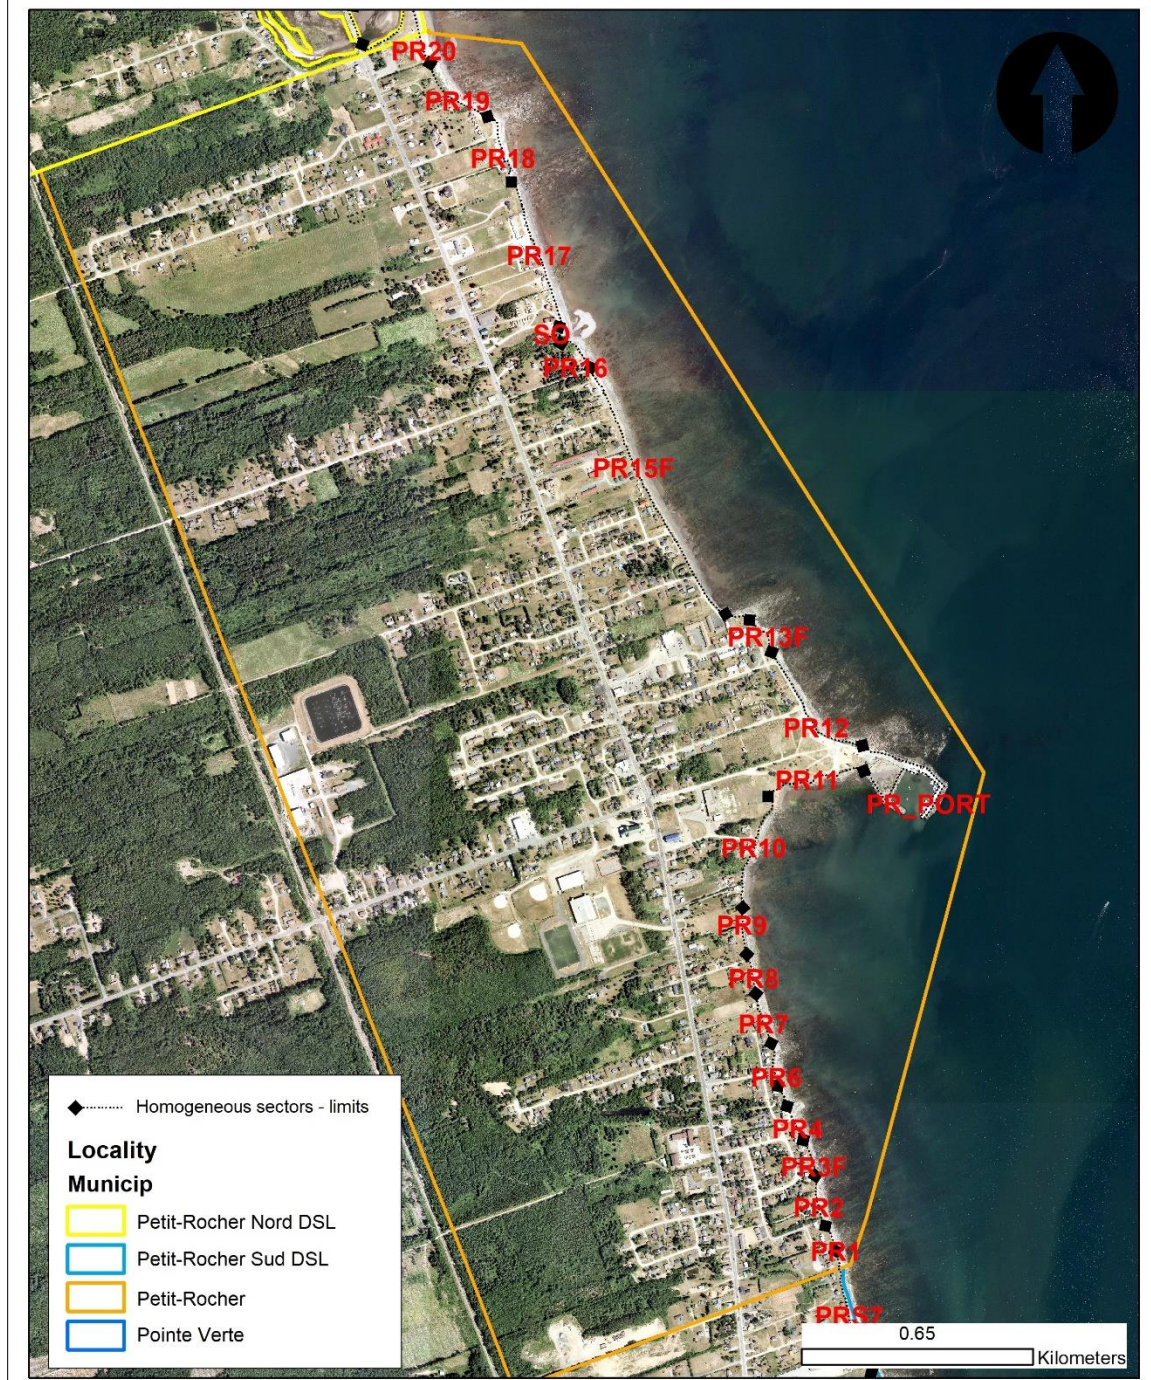 PR20
PR19
PR18
PR17
SO
PR16
PR15F
PR13F
PR12
PR11
PR_PORT
PR10
PR9
PR8
PR7
PR6
PR4
PR3F
PR2
PR1
PRS7
Homogeneous sectors - limits
Locality
Municip
Petit-Rocher Nord DSL
Petit-Rocher Sud DSL
Petit-Rocher
Pointe Verte
0.65
Kilometers